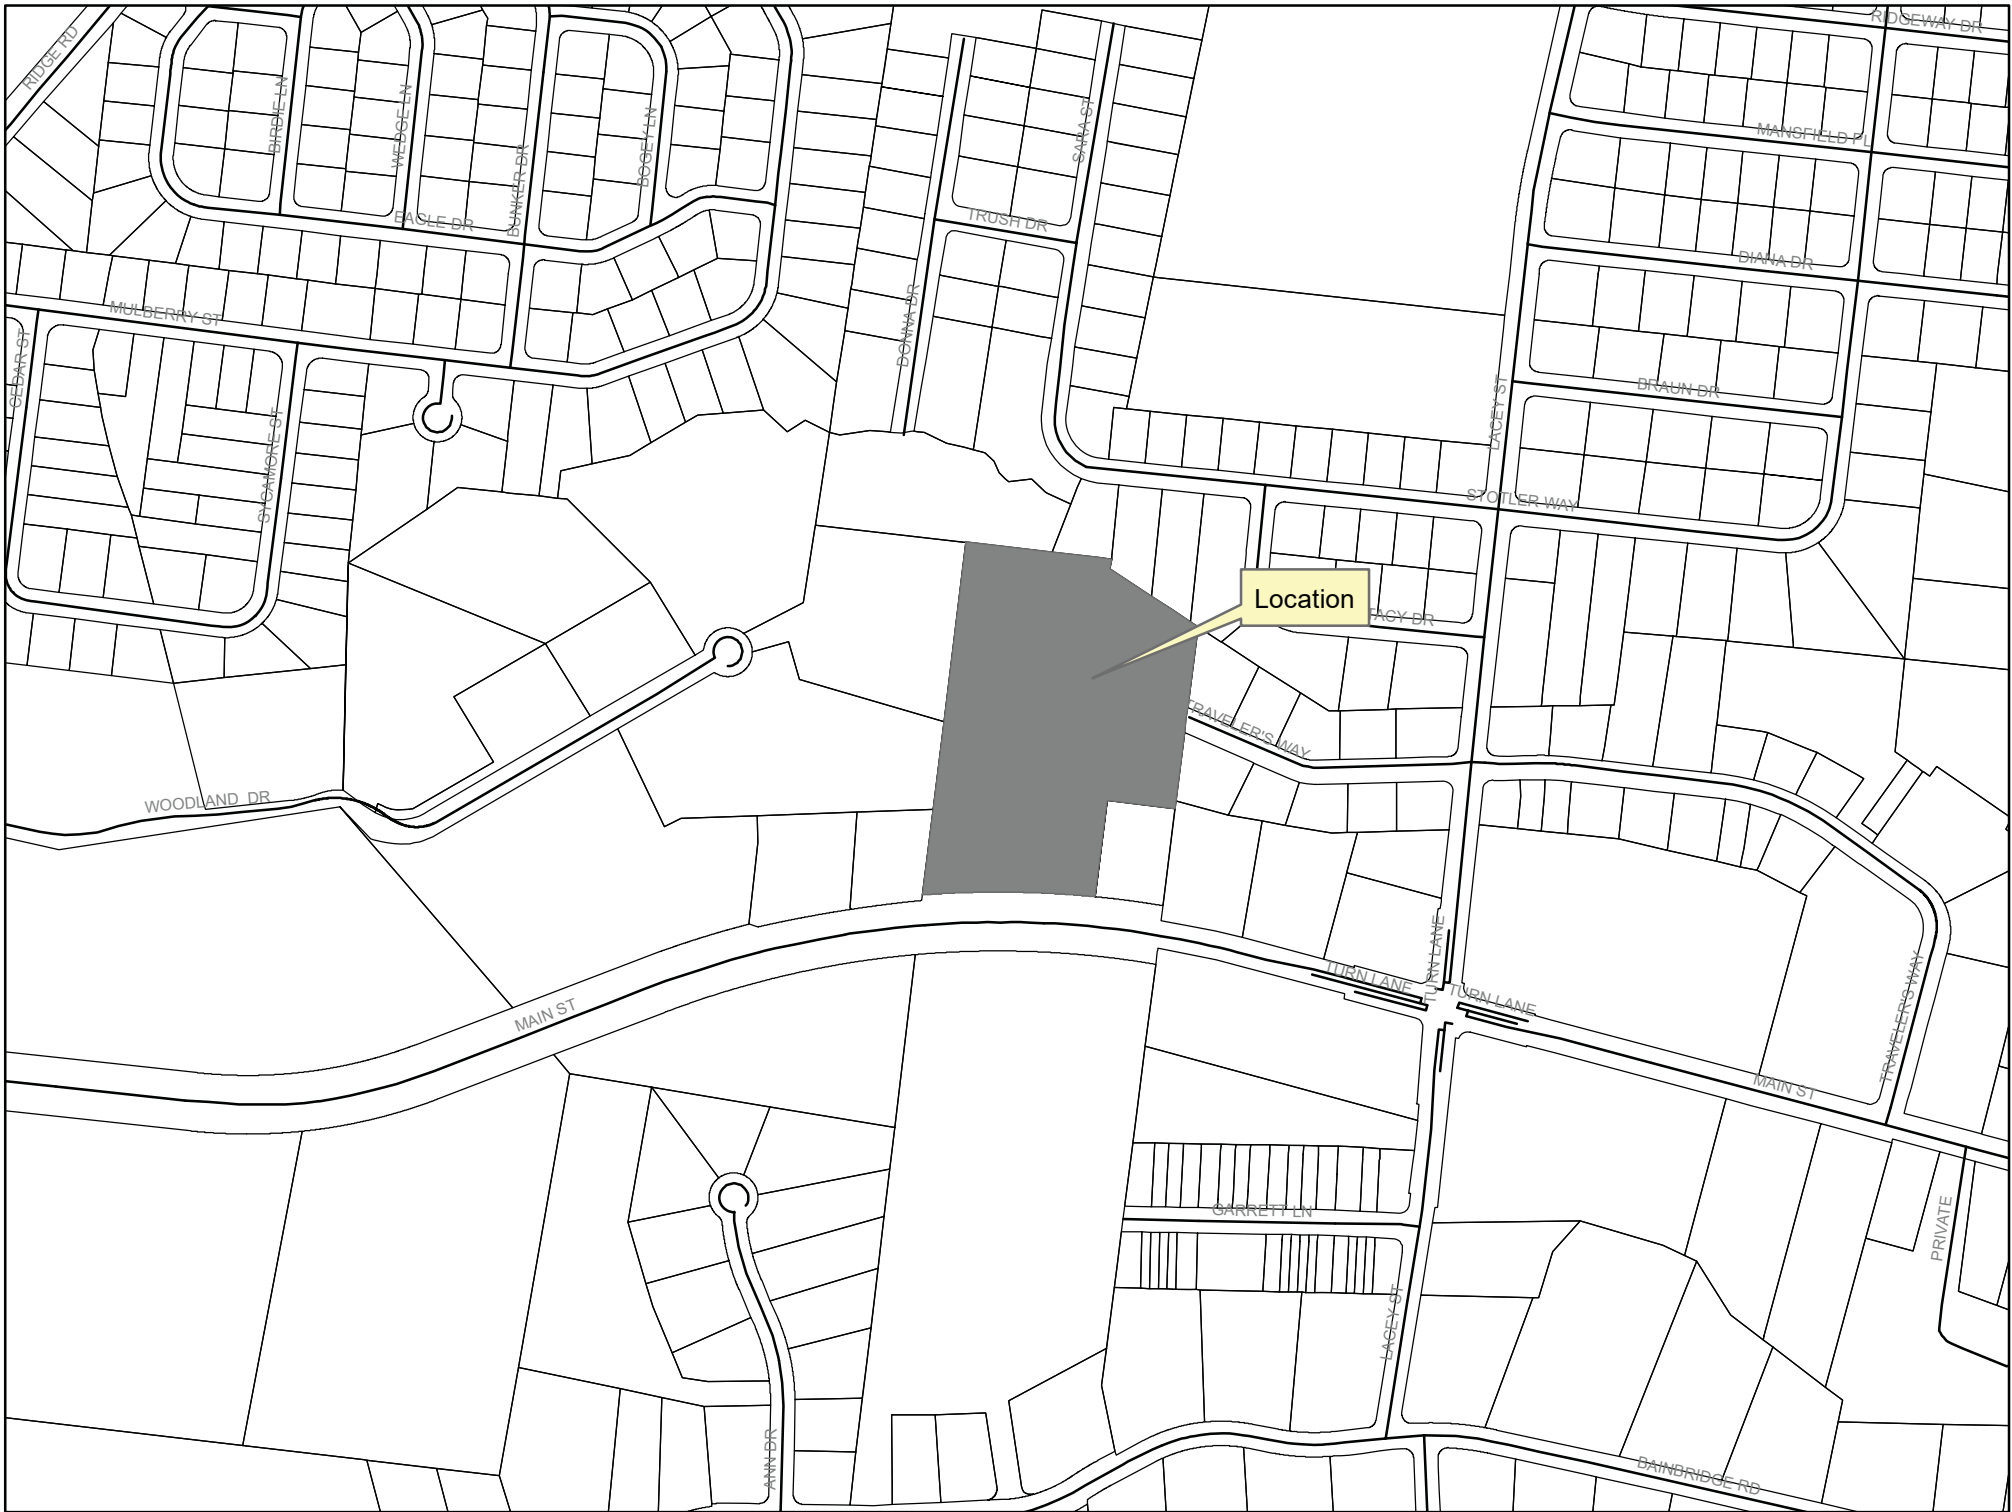 RIDGEWAY DR
RIDGE RD
BIRDIE LN
WEDGE LN
BUNKER DR
BOGEY LN
SARA ST
MANSFIELD PL
EAGLE DR
TRUSH DR
DIANA DR
MULBERRY ST
DONNA DR
CEDAR ST
BRAUN DR
LACEY ST
SYCAMORE ST
STOTLER WAY
Location
TACY DR
TRAVELER'S WAY
WOODLAND DR
TURN LANE
TURN LANE
TURN LANE
MAIN ST
TRAVELER'S WAY
MAIN ST
GARRETT LN
PRIVATE
LACEY ST
ANN DR
BAINBRIDGE RD